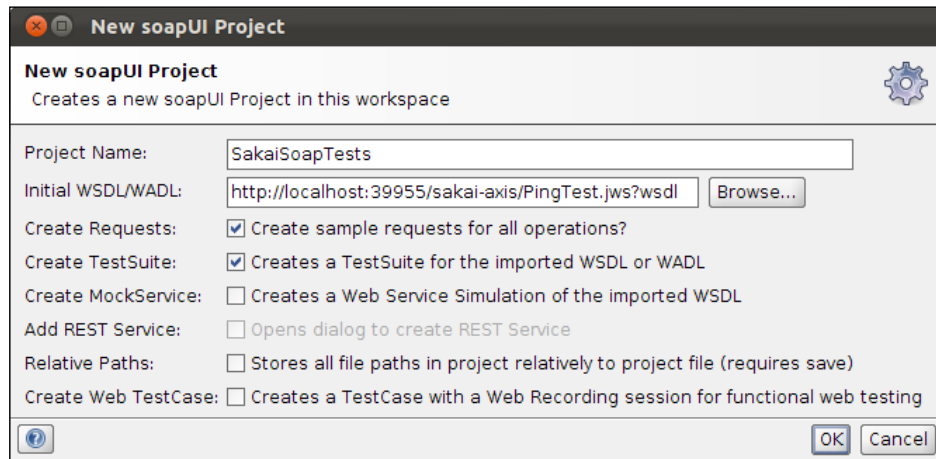 New soapUI Project
New soapUI Project
Creates a new soapUI Project in this workspace
Project Name: SakaiSoapTests
Initial WSDL/WADL: http://localhost:39955/sakai-axis/PingTest.jws?wsdl Browse...
Create Requests: Create sample requests for all operations?
Create TestSuite: Creates a TestSuite for the imported WSDL or WADL
Create MockService: Creates a Web Service Simulation of the imported WSDL
Add REST Service: Opens dialog to create REST Service
Relative Paths: Stores all file paths in project relatively to project file (requires save)
Create Web TestCase: Creates a TestCase with a Web Recording session for functional web testing
? OK Cancel